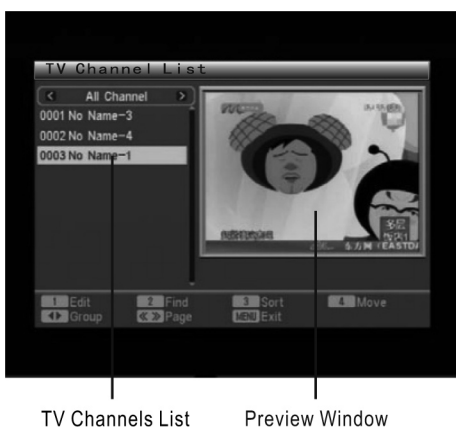 TV Channel List
All Channel
0001 No Name-3
0002 No Name-4
0003 No Name-1
EASTDA
1 Edit 2 Find 3 Sort 4 Move
Group Page MENU Exit
TV Channels List Preview Window